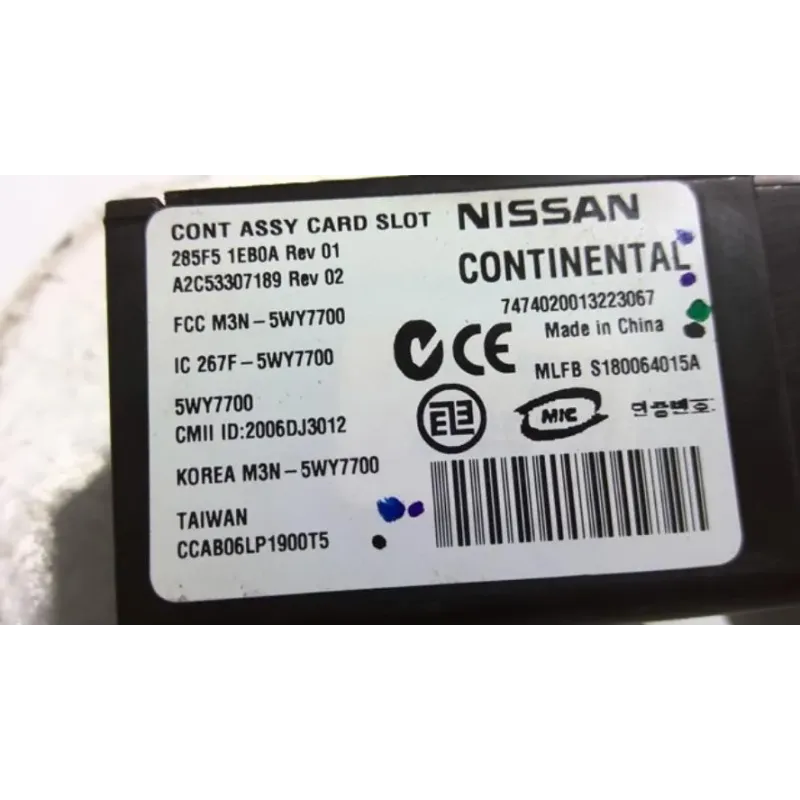 CONT ASSY CARD SLOT
285F5 1EB0A Rev 01
A2C53307189 Rev 02
NISSAN
CONTINENTAL
7474020013223067
Made in China
MLFB S180064015A
FCC M3N-5WY7700
IC 267F-5WY7700
5WY7700
CMII ID:2006DJ3012
KOREA M3N-5WY7700
TAIWAN
CCAB06LP1900T5
CE
MIC